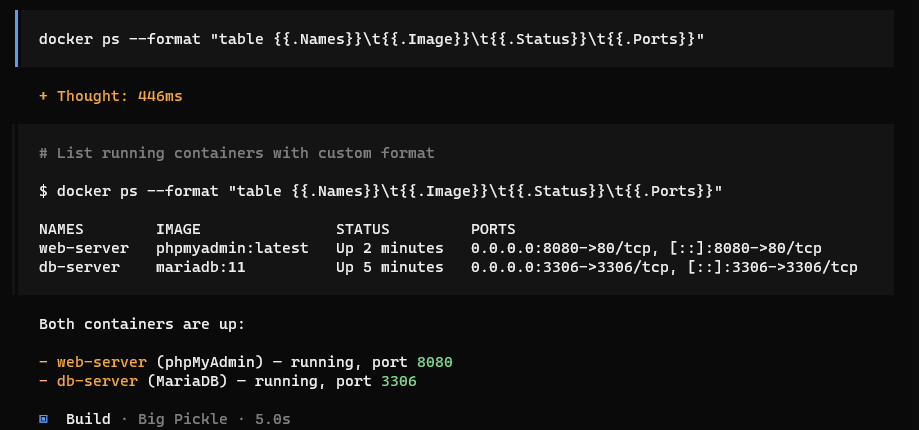 docker ps --format "table {{.Names}}\t{{.Image}}\t{{.Status}}\t{{.Ports}}"
+ Thought: 446ms
# List running containers with custom format
$ docker ps --format "table {{.Names}}\t{{.Image}}\t{{.Status}}\t{{.Ports}}"
NAMES        IMAGE               STATUS         PORTS
web-server   phpmyadmin:latest   Up 2 minutes   0.0.0.0:8080->80/tcp, [::]:8080->80/tcp
db-server    mariadb:11          Up 5 minutes   0.0.0.0:3306->3306/tcp, [::]:3306->3306/tcp
Both containers are up:
- web-server (phpMyAdmin) — running, port 8080
- db-server (MariaDB) — running, port 3306
▣  Build · Big Pickle · 5.0s